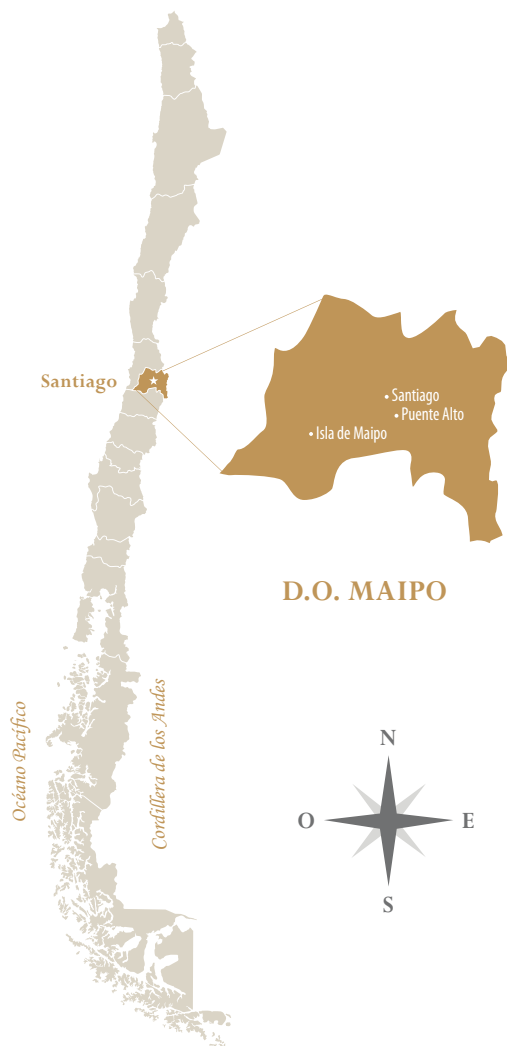 Santiago
• Santiago
• Puente Alto
• Isla de Maipo
D.O. MAIPO
Océano Pacífico
Cordillera de los Andes
N
O
E
S